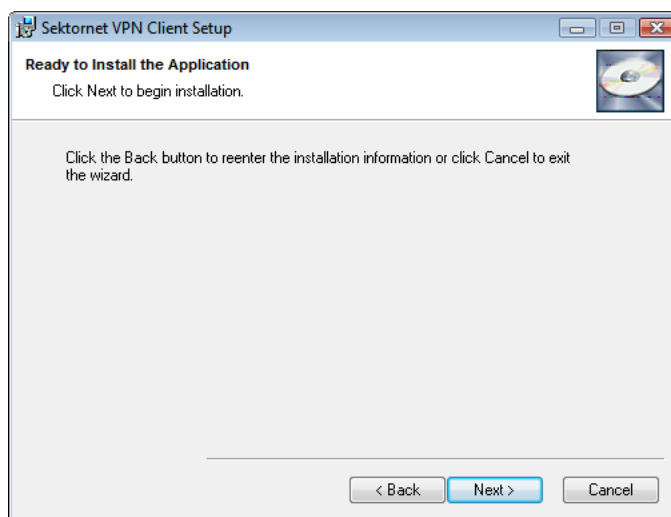 Sektornet VPN Client Setup
Ready to Install the Application
Click Next to begin installation.
Click the Back button to reenter the installation information or click Cancel to exit
the wizard.
< Back
Next >
Cancel